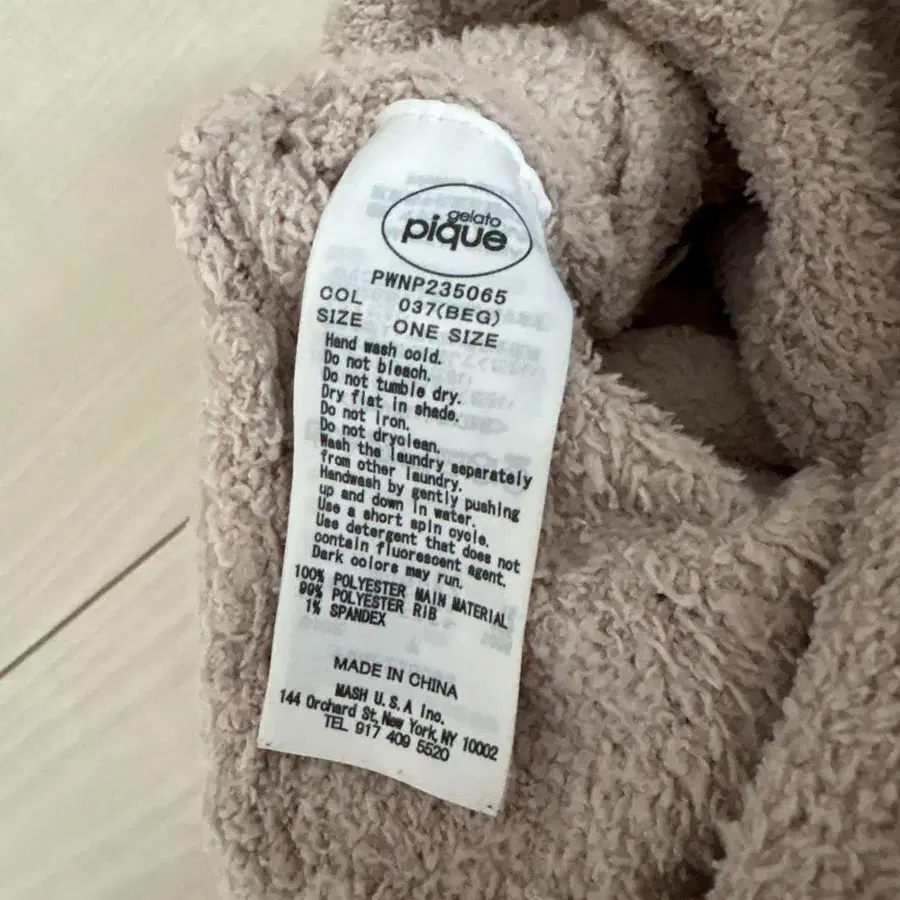 gelato
pique
PWNP235065
COL 037(BEG)
SIZE ONE SIZE
Hand wash cold.
Do not bleach.
Do not tumble dry.
Dry flat in shade.
Do not iron.
Do not dryclean.
Wash the laundry separately
from other laundry.
Handwash by gently pushing
up and down in water.
Use a short spin cycle.
Use detergent that does not
contain fluorescent agent.
Dark colors may run.
100% POLYESTER MAIN MATERIAL
99% POLYESTER RIB
1% SPANDEX
MADE IN CHINA
MASH U.S.A Inc.
144 Orchard St, New York, NY 10002
TEL 917 409 5520